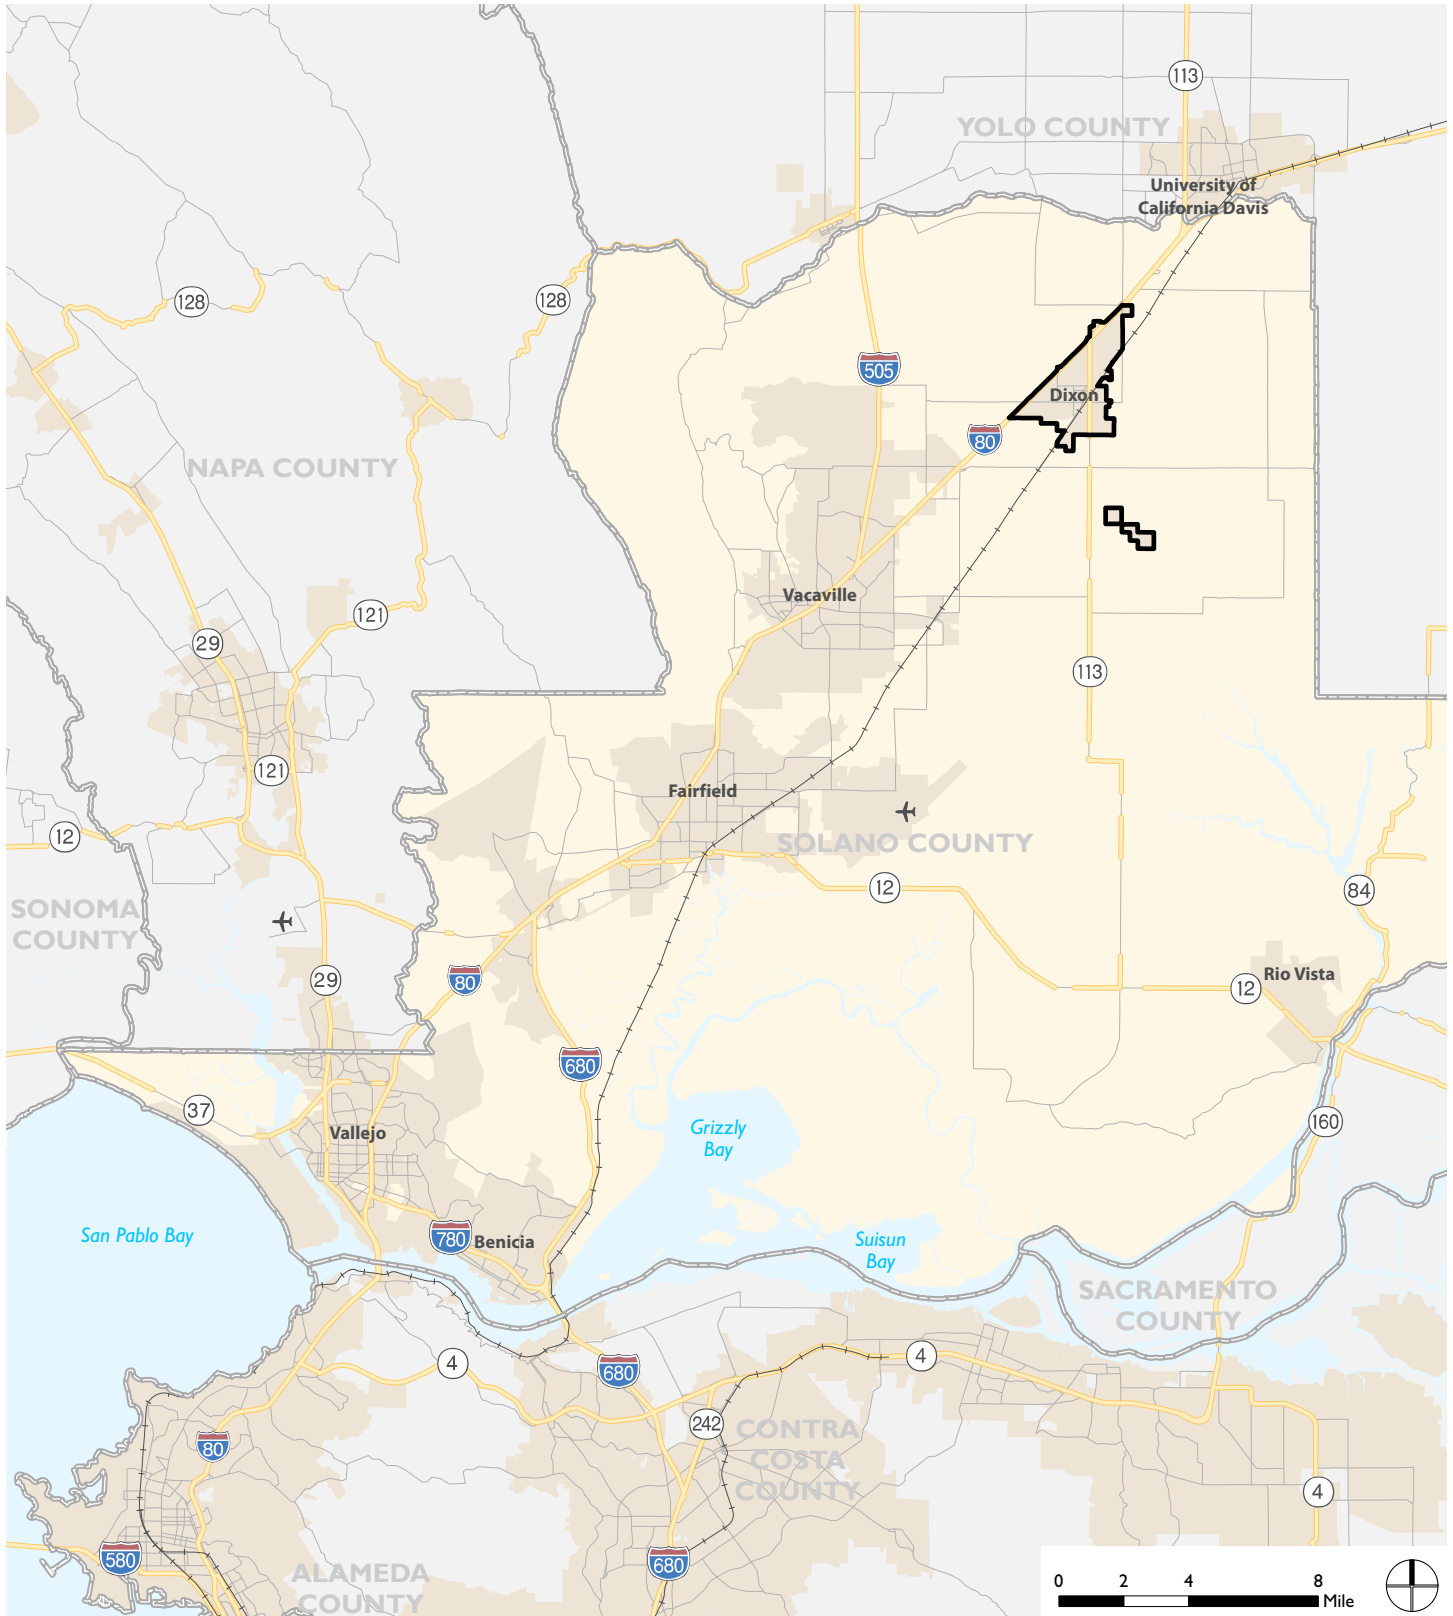 113
YOLO COUNTY
University of
California Davis
128
128
505
Dixon
80
NAPA COUNTY
Vacaville
121
29
113
121
Fairfield
12
SOLANO COUNTY
12
84
SONOMA
COUNTY
Rio Vista
29
80
12
680
37
Vallejo
Grizzly
Bay
160
San Pablo Bay
780
Benicia
Suisun
Bay
SACRAMENTO
COUNTY
4
680
4
242
CONTRA
COSTA
COUNTY
80
4
580
680
ALAMEDA
COUNTY
0 2 4 8
Mile